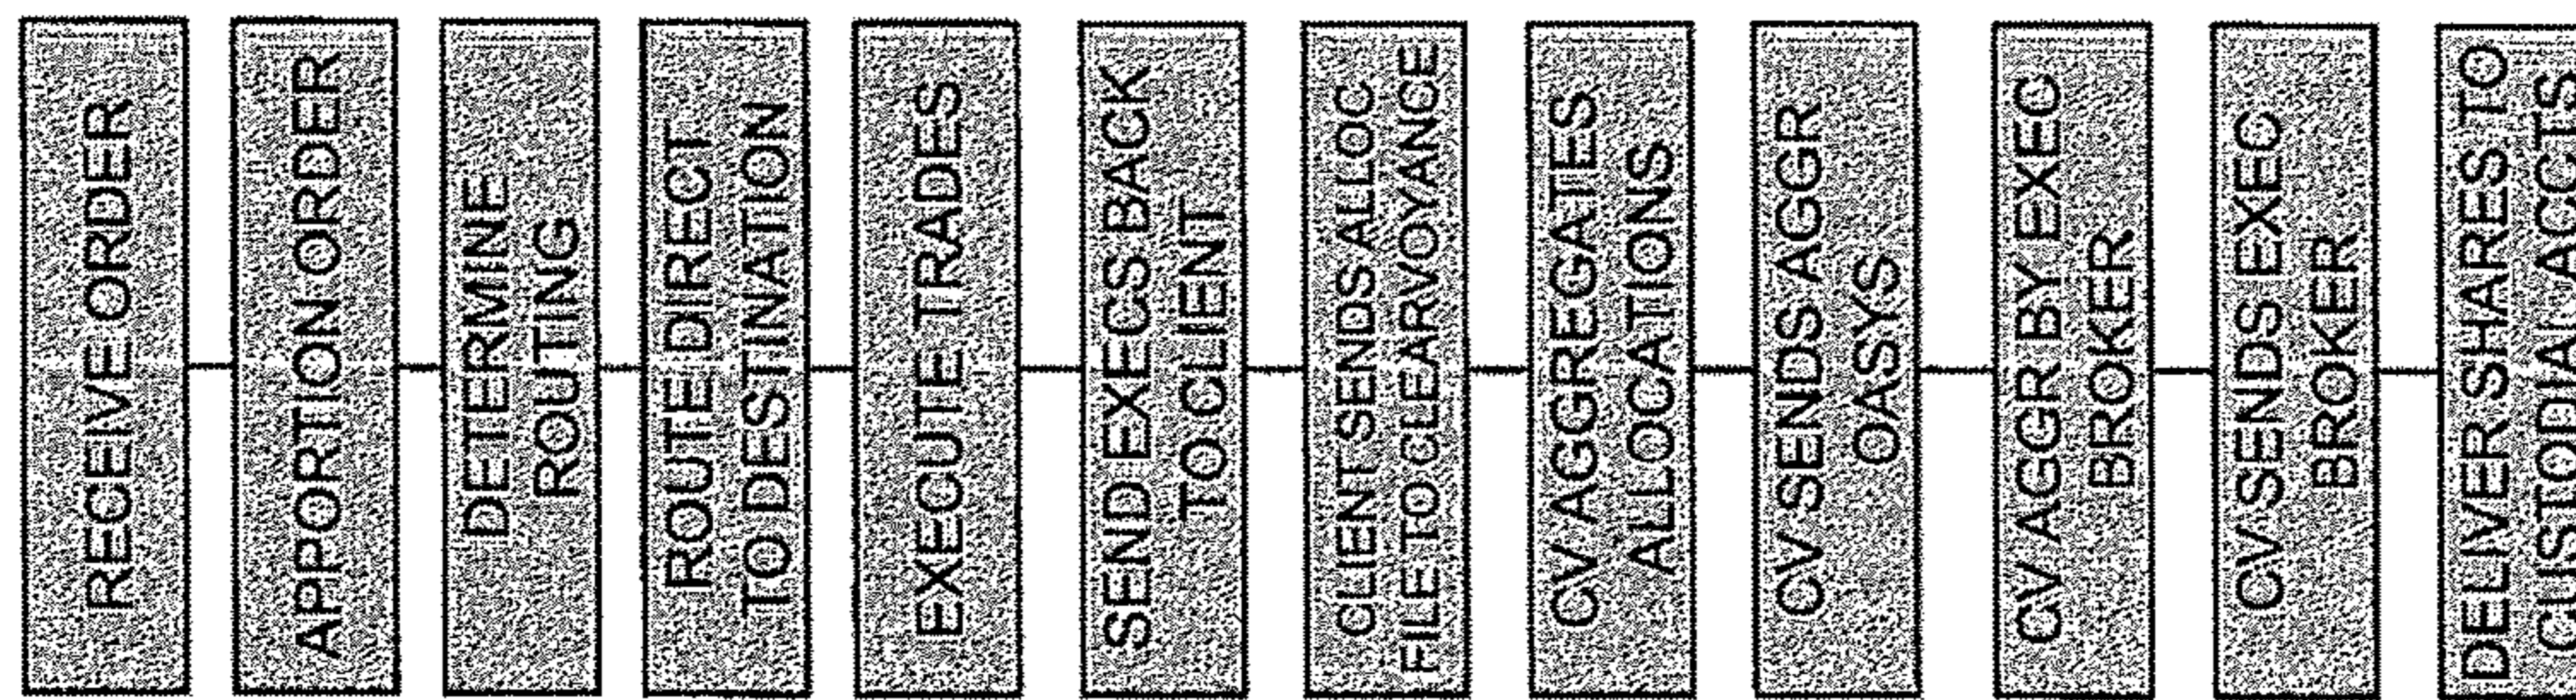 RECEIVE ORDER
APPORTION ORDER
DETERMINE
ROUTING
ROUTE DIRECT
TO DESTINATION
EXECUTE TRADES
SEND EXECS BACK
TO CLIENT
CLIENT SENDS ALLOC
FILE TO CLEARVOYANCE
CV AGGREGATES
ALLOCATIONS
CV SENDS AGGR
OASYS
CV AGGR BY EXEC
BROKER
CV SENDS EXEC
BROKER
DELIVER SHARES TO
CUSTODIAN ACCTS